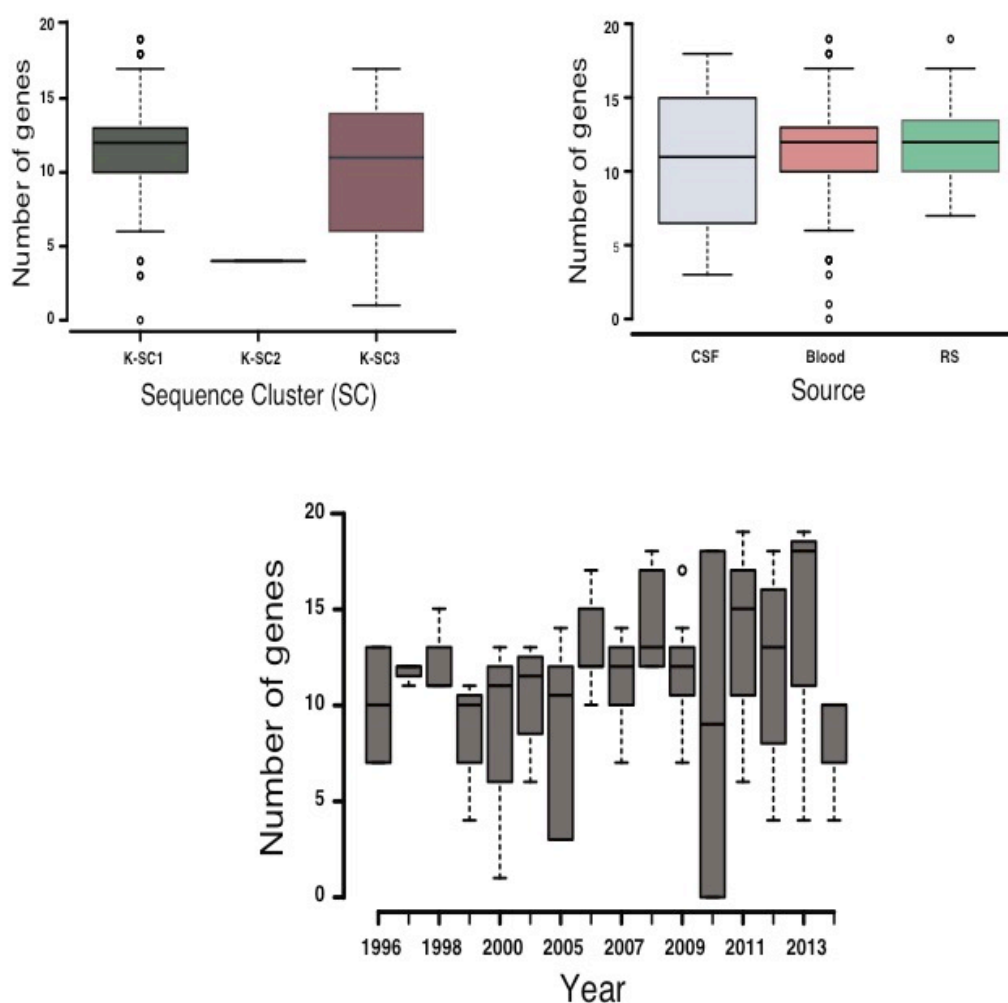 20
15
10
5
0
Number of genes
K-SC1 K-SC2 K-SC3
Sequence Cluster (SC)
20
15
10
5
0
Number of genes
CSF Blood RS
Source
20
15
10
5
0
Number of genes
1996 1998 2000 2005 2007 2009 2011 2013
Year